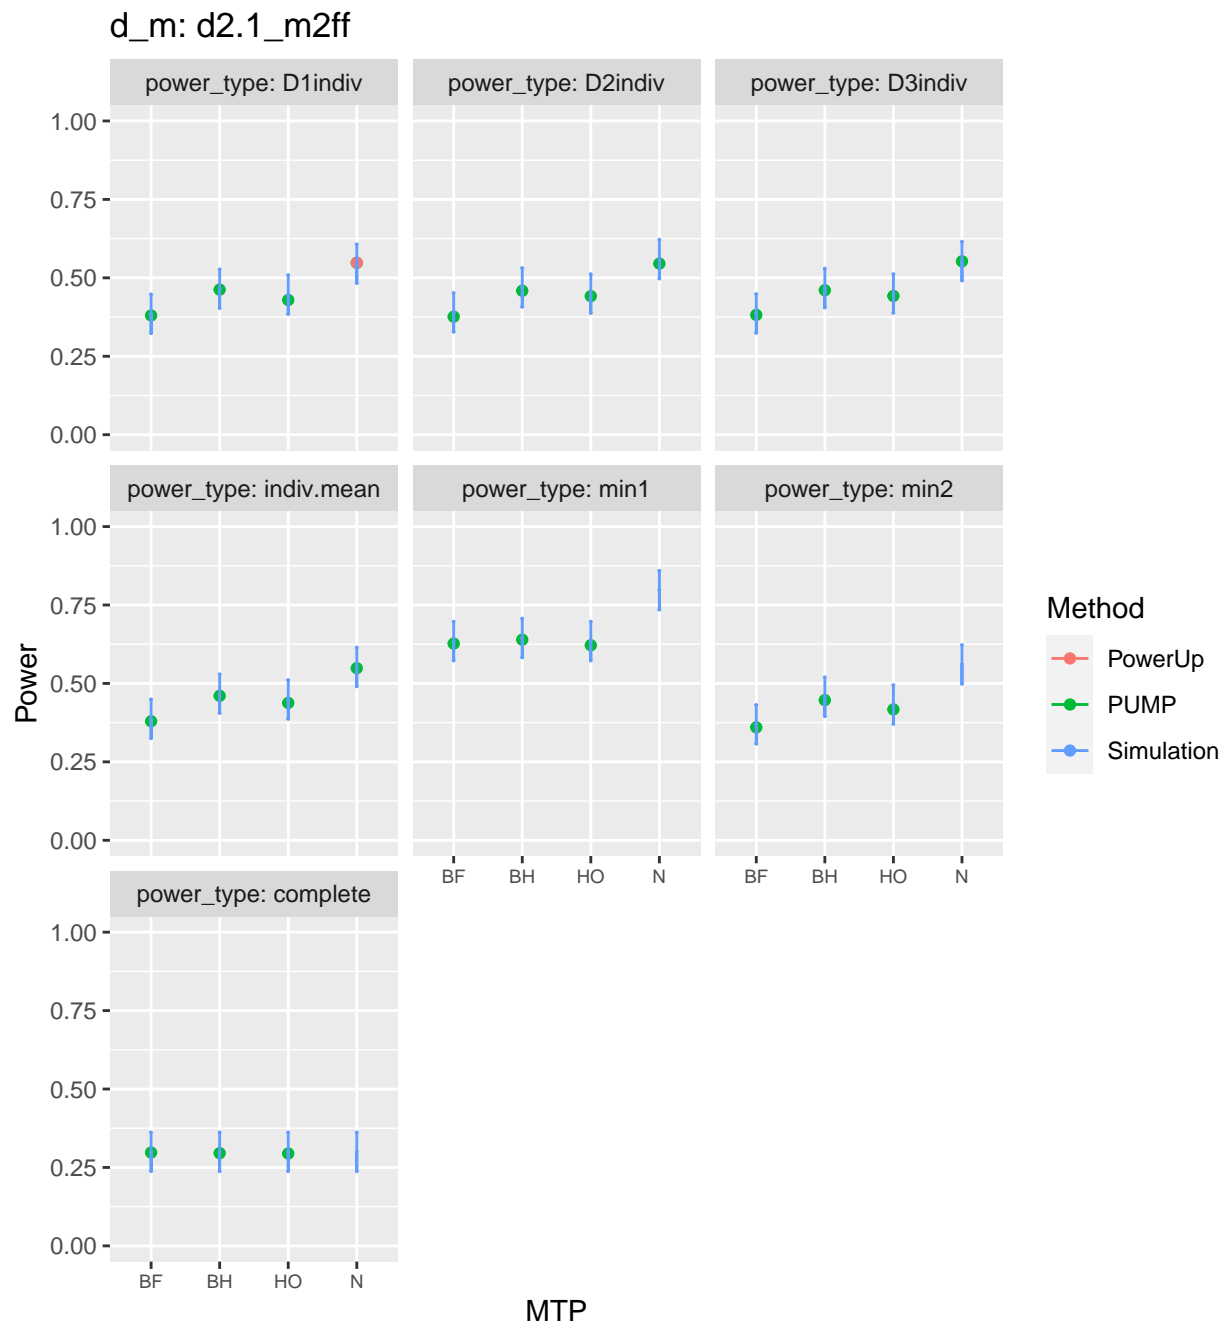 d_m: d2.1_m2ff
power_type: D1indiv
power_type: D2indiv
power_type: D3indiv
1.00
0.75
0.50
0.25
0.00
power_type: indiv.mean
power_type: min1
power_type: min2
1.00
0.75
0.50
0.25
0.00
BF BH HO N
BF BH HO N
power_type: complete
1.00
0.75
0.50
0.25
0.00
BF BH HO N
MTP
Power
Method
PowerUp
PUMP
Simulation